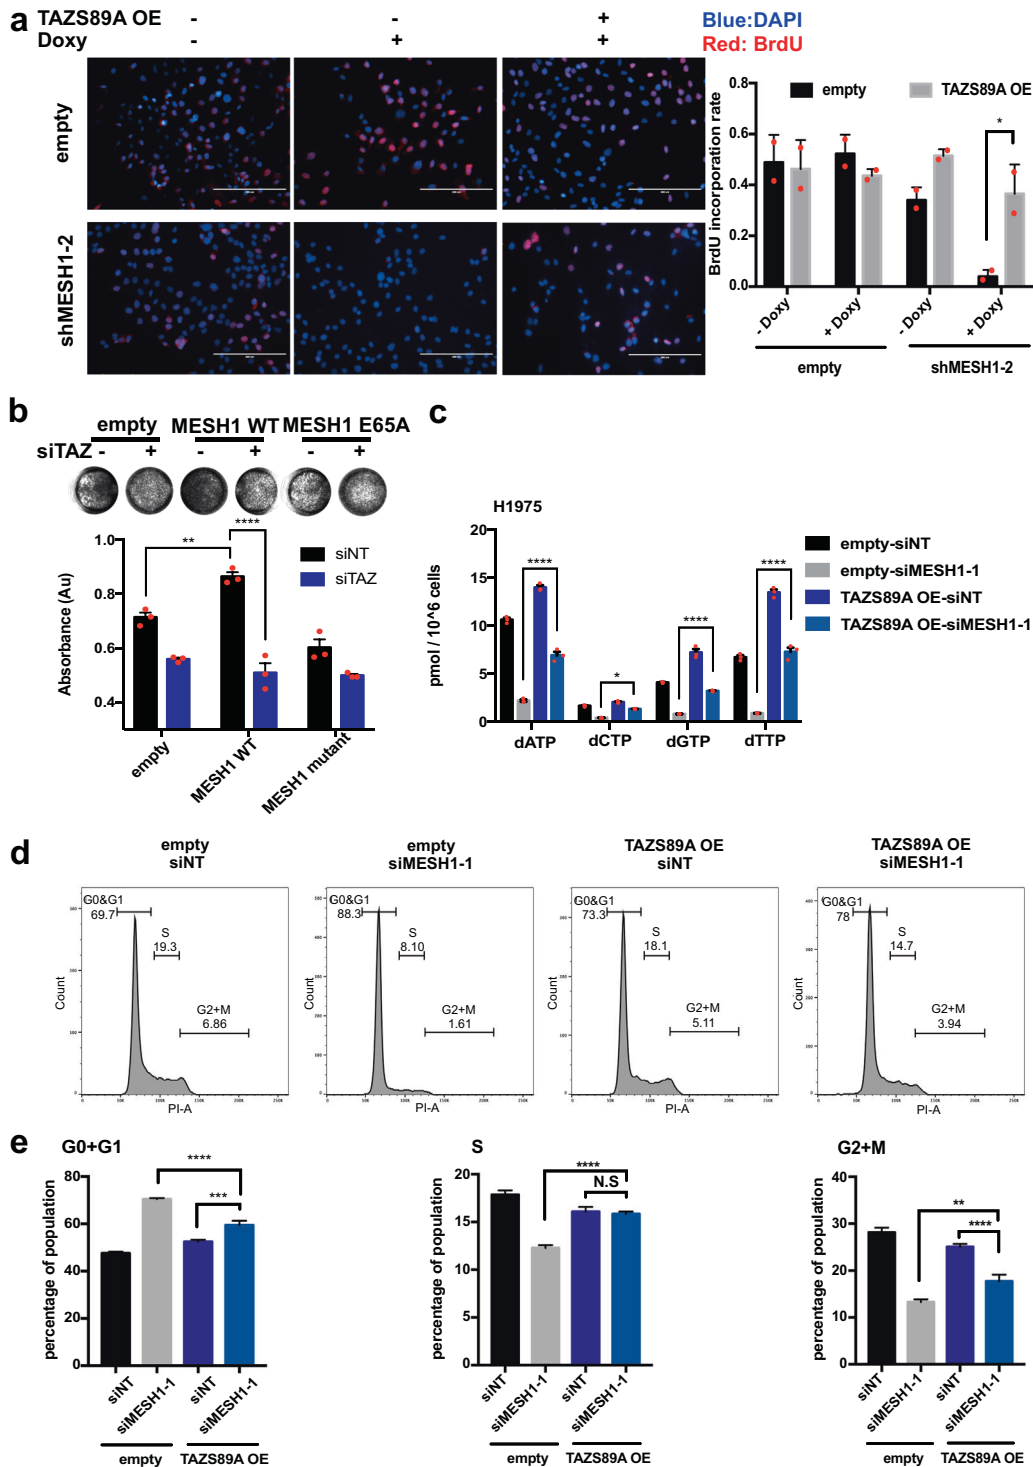 a
TAZS89A OE - - +
Doxy - + +
Blue:DAPI
Red: BrdU
empty
shMESH1-2
empty TAZS89A OE
BrdU incorporation rate
0.8
0.6
0.4
0.2
0.0
*
- Doxy + Doxy - Doxy + Doxy
empty shMESH1-2
b
empty MESH1 WT MESH1 E65A
siTAZ - + - + - +
Absorbance (Au)
1.0
0.8
0.6
0.4
** ****
siNT
siTAZ
empty MESH1 WT MESH1 mutant
c
H1975
pmol / 10^6 cells
20
15
10
5
0
**** * **** ****
dATP dCTP dGTP dTTP
empty-siNT
empty-siMESH1-1
TAZS89A OE-siNT
TAZS89A OE-siMESH1-1
d
empty
siNT
G0&G1
69.7
S
19.3
G2+M
6.86
Count
PI-A
empty
siMESH1-1
G0&G1
88.3
S
8.10
G2+M
1.61
Count
PI-A
TAZS89A OE
siNT
G0&G1
73.3
S
18.1
G2+M
5.11
Count
PI-A
TAZS89A OE
siMESH1-1
G0&G1
78
S
14.7
G2+M
3.94
Count
PI-A
e
G0+G1
percentage of population
80
60
40
20
0
****
***
siNT siMESH1-1 siNT siMESH1-1
empty TAZS89A OE
S
percentage of population
20
15
10
5
0
****
N.S
siNT siMESH1-1 siNT siMESH1-1
empty TAZS89A OE
G2+M
percentage of population
40
30
20
10
0
**
****
siNT siMESH1-1 siNT siMESH1-1
empty TAZS89A OE